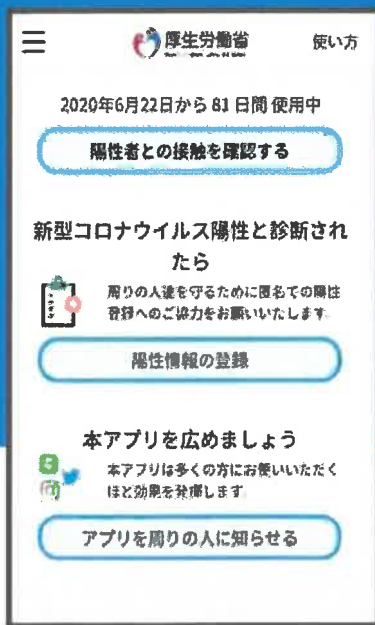 厚生労働省
使い方
2020年6月22日から 81 日間 使用中
陽性者との接触を確認する
新型コロナウイルス陽性と診断され
たら
周りの人達を守るために匿名での陽性
登録へのご協力をお願いいたします
陽性情報の登録
本アプリを広めましょう
本アプリは多くの方にお使いいただく
ほど効果を発揮します
アプリを周りの人に知らせる